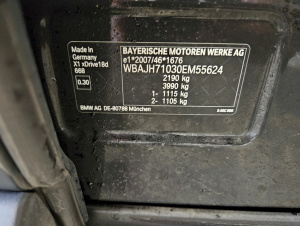 Made in
Germany
X1 xDrive18d
666
0.30
BAYERISCHE MOTOREN WERKE AG
e1*2007/46*1676
WBAJH71030EM55624
2190 kg
3990 kg
1- 1115 kg
2- 1105 kg
BMW AG DE-80788 München